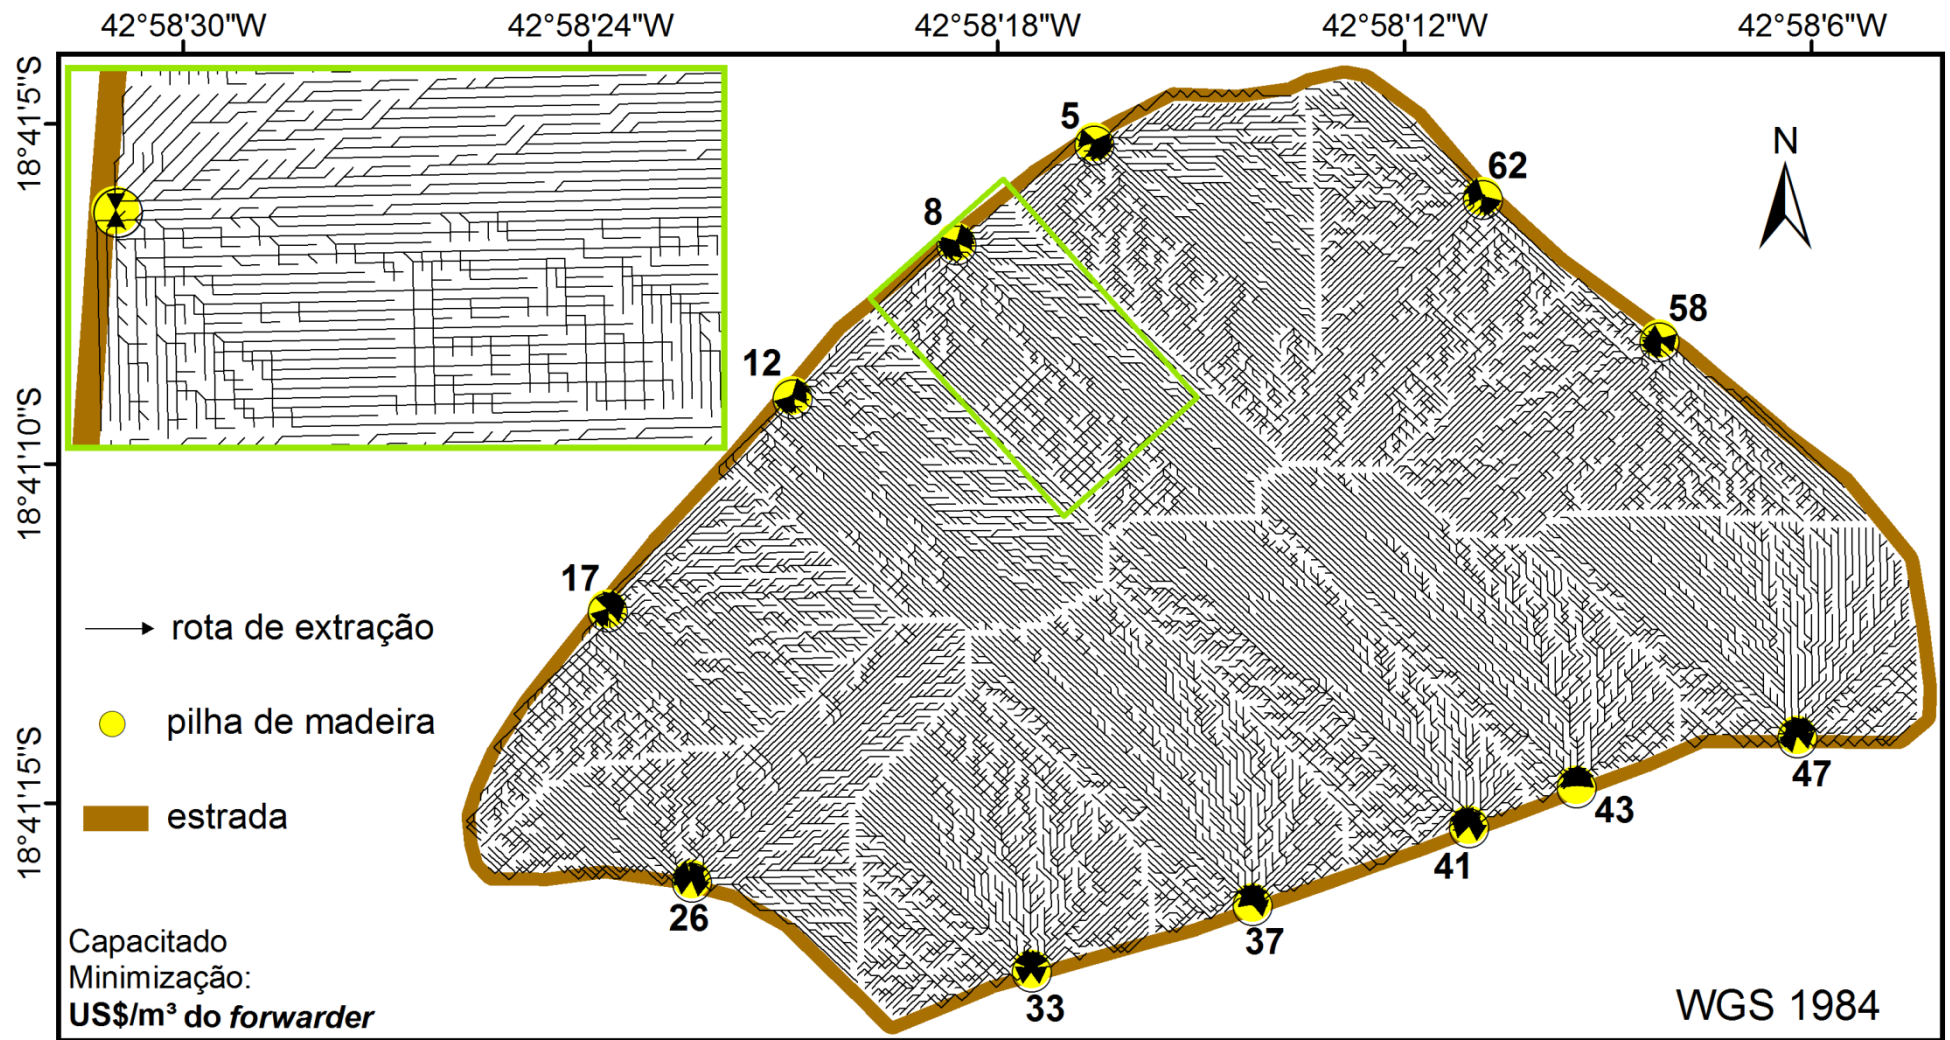 42°58'30"W 42°58'24"W 42°58'18"W 42°58'12"W 42°58'6"W
18°41'5"S
18°41'10"S
18°41'15"S
N
5
62
8
58
12
17
47
43
41
26
37
33
rota de extração
pilha de madeira
estrada
Capacitado
Minimização:
US$/m³ do forwarder
WGS 1984